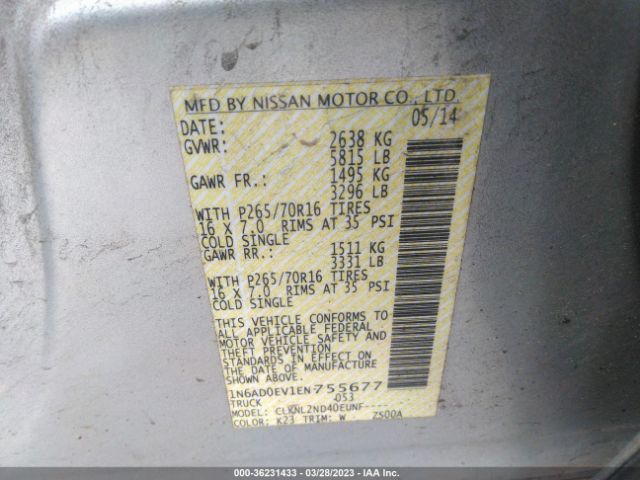 MFD BY NISSAN MOTOR CO., LTD.
DATE: 05/14
GVWR: 2638 KG
5815 LB
GAWR FR.: 1495 KG
3296 LB
WITH P265/70R16 TIRES
16 X 7.0 RIMS AT 35 PSI
COLD SINGLE
GAWR RR.: 1511 KG
3331 LB
WITH P265/70R16 TIRES
16 X 7.0 RIMS AT 35 PSI
COLD SINGLE
THIS VEHICLE CONFORMS TO
ALL APPLICABLE FEDERAL
MOTOR VEHICLE SAFETY AND
THEFT PREVENTION
STANDARDS IN EFFECT ON
THE DATE OF MANUFACTURE
SHOWN ABOVE.
1N6AD0EV1EN755677
TRUCK 053
MODEL: CLKNL2ND40EUNF-----
COLOR: K23 TRIM: W Z500A
000-36231433 - 03/28/2023 - IAA Inc.